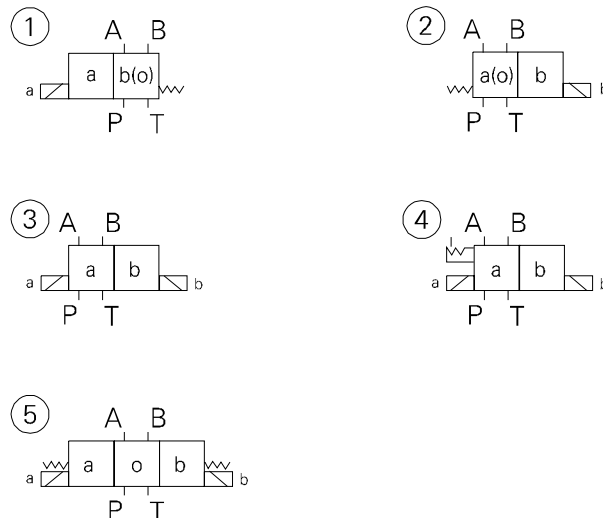 1 A B
a a b(o)
P T
2 A B
a(o) b b
P T
3 A B
a a b b
P T
4 A B
a a b b
P T
5 A B
a a o b b
P T